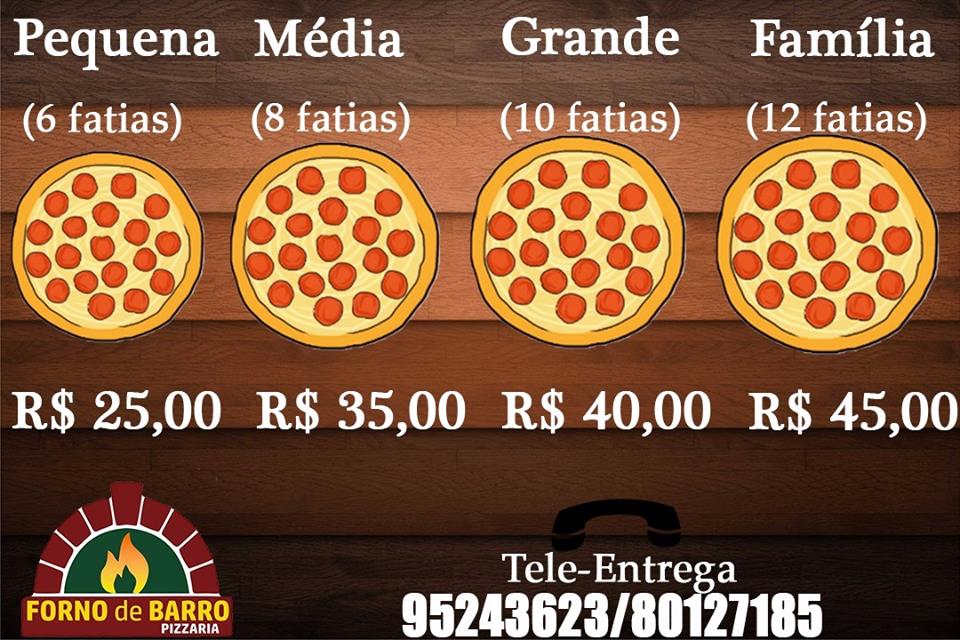 Pequena Média Grande Família
(6 fatias) (8 fatias) (10 fatias) (12 fatias)
R$ 25,00 R$ 35,00 R$ 40,00 R$ 45,00
FORNO de BARRO
PIZZARIA
Tele-Entrega
95243623/80127185